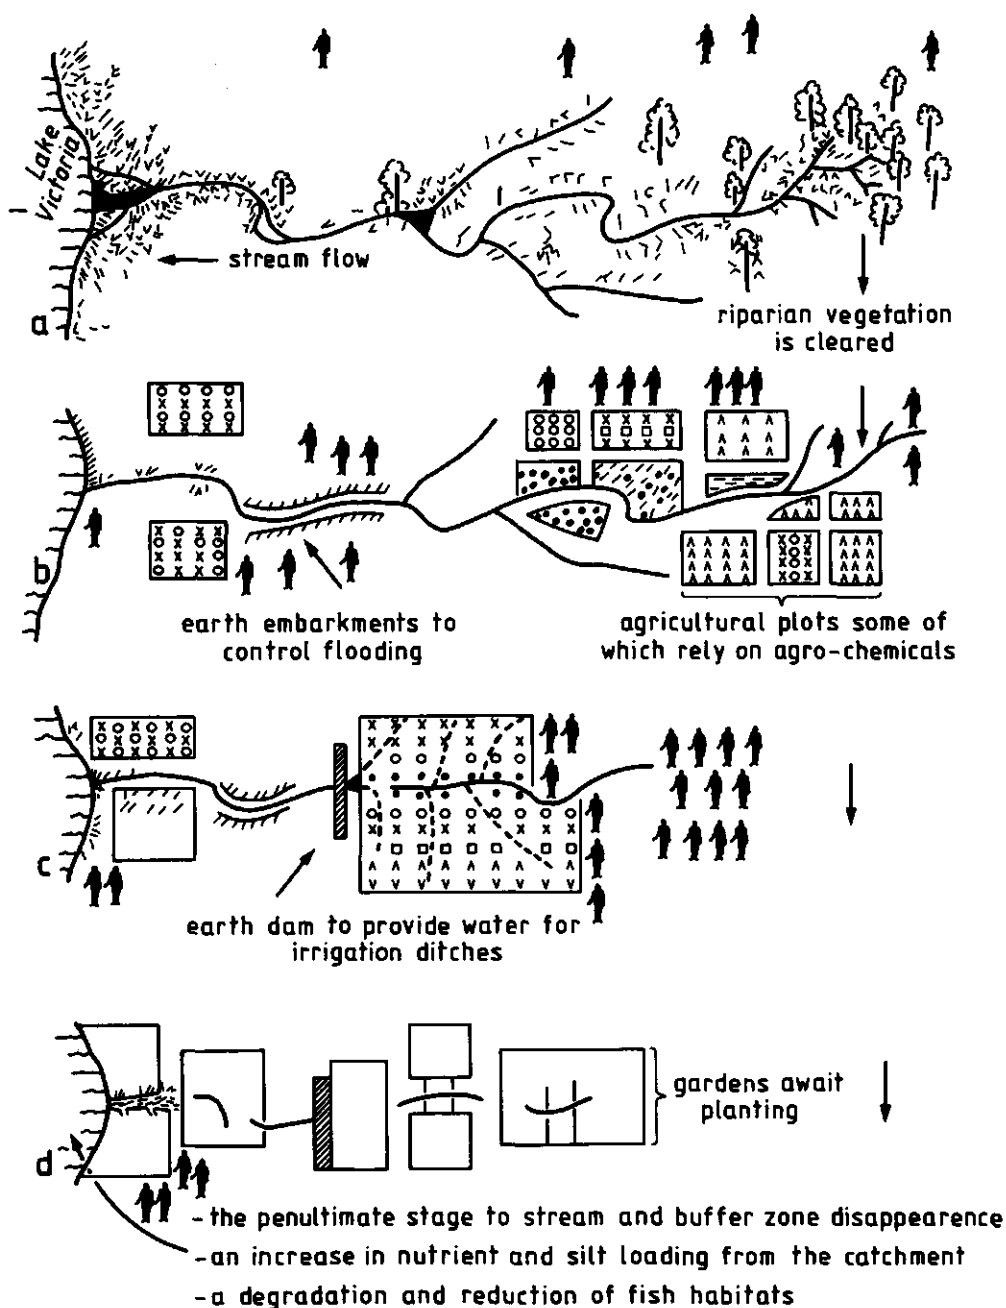 Lake
Victoria
stream flow
a
riparian vegetation
is cleared
b
earth embarkments to
control flooding
agricultural plots some of
which rely on agro-chemicals
c
earth dam to provide water for
irrigation ditches
gardens await
planting
d
-the penultimate stage to stream and buffer zone disappearence
-an increase in nutrient and silt loading from the catchment
-a degradation and reduction of fish habitats